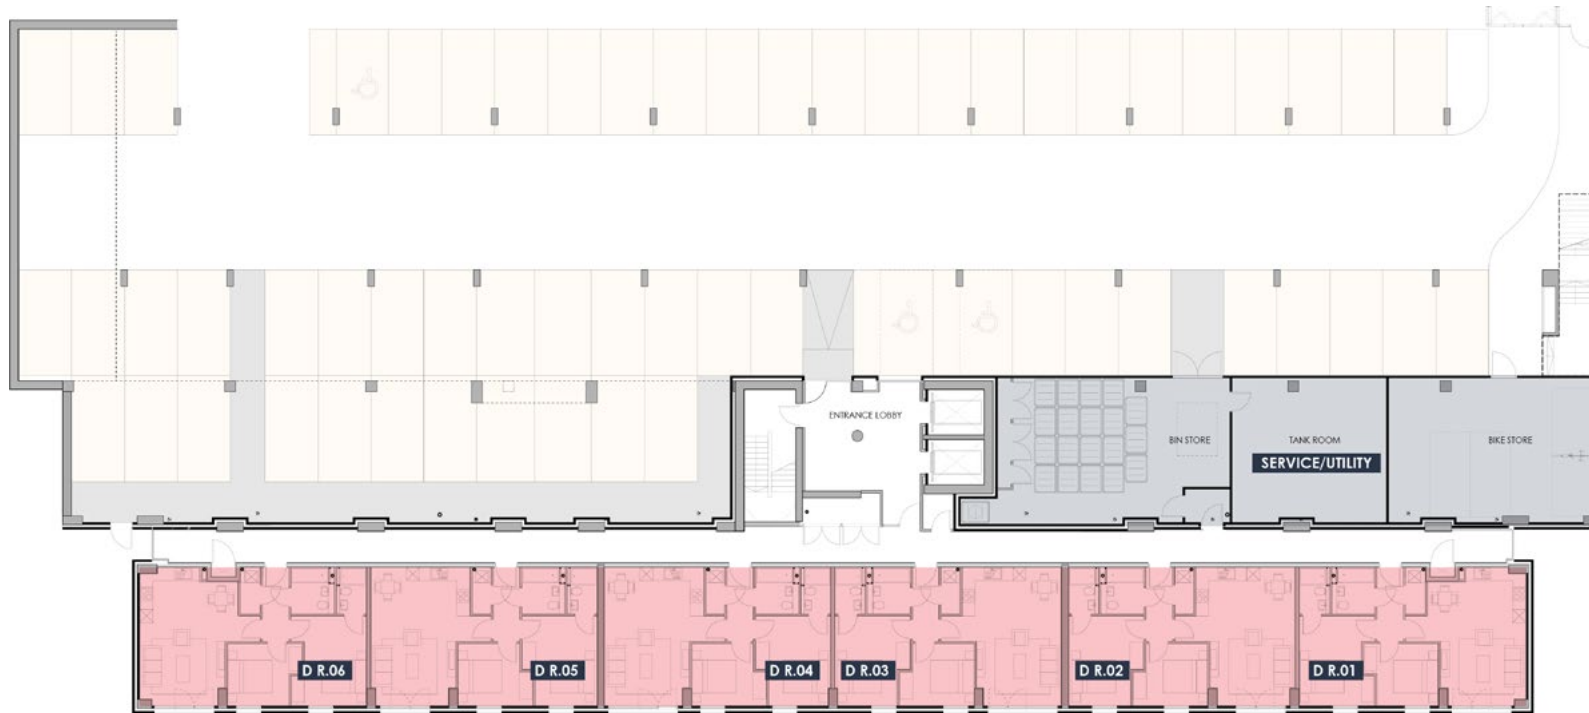 ENTRANCE LOBBY
BIN STORE
TANK ROOM
BIKE STORE
SERVICE/UTILITY
D R.06
D R.05
D R.04
D R.03
D R.02
D R.01